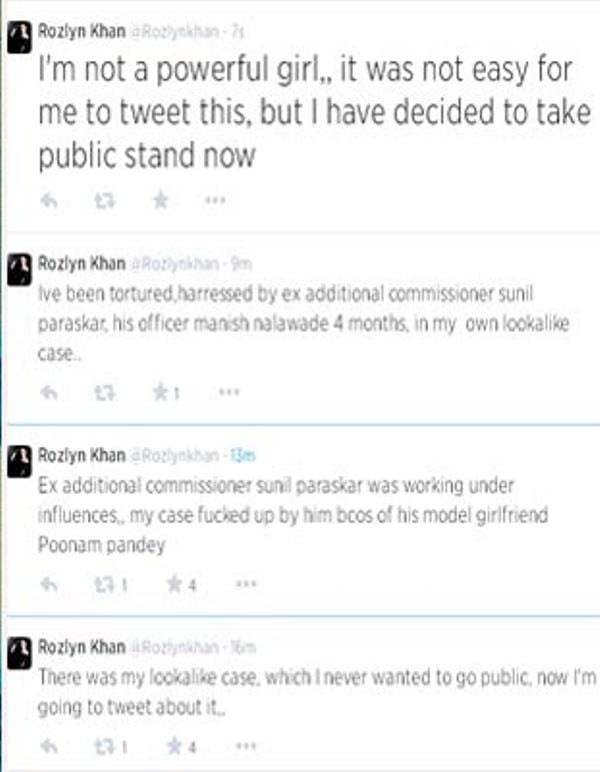 Rozlyn Khan @Rozlynkhan · 7s
I'm not a powerful girl,, it was not easy for
me to tweet this, but I have decided to take
public stand now
Rozlyn Khan @Rozlynkhan · 9m
Ive been tortured,harressed by ex additional commissioner sunil
paraskar, his officer manish nalawade 4 months, in my own lookalike
case..
1
Rozlyn Khan @Rozlynkhan · 13m
Ex additional commissioner sunil paraskar was working under
influences,, my case fucked up by him bcos of his model girlfriend
Poonam pandey
1 4
Rozlyn Khan @Rozlynkhan · 16m
There was my lookalike case, which I never wanted to go public, now I'm
going to tweet about it,,
1 4